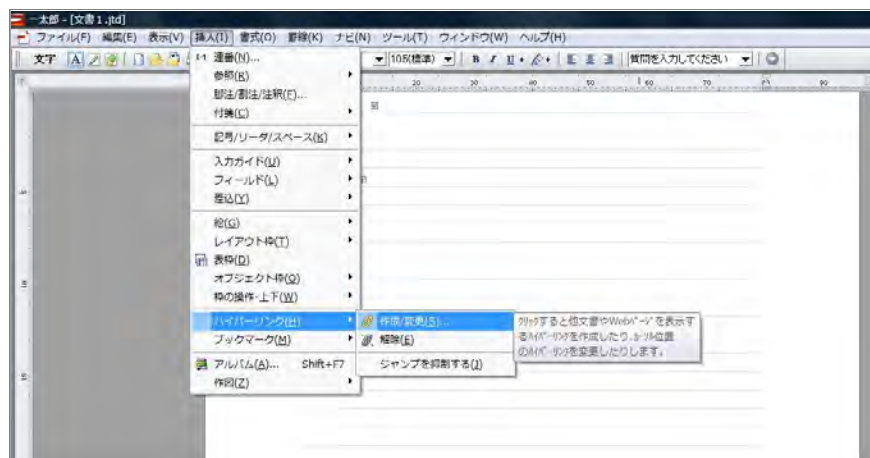 一太郎 - [文書1.jtd]
ファイル(F) 編集(E) 表示(V) 挿入(I) 書式(O) 罫線(K) ナビ(N) ツール(T) ウィンドウ(W) ヘルプ(H)
文字 A 105(標準) B I U 質問を入力してください
連番(N)...
参照(R)
脚注/割注/注釈(F)...
付箋(C)
記号/リーダ/スペース(K)
入力ガイド(U)
フィールド(L)
差込(Y)
絵(G)
レイアウト枠(T)
表枠(D)
オブジェクト枠(O)
枠の操作・上下(W)
ハイパーリンク(H)
ブックマーク(M)
アルバム(A)... Shift+F7
作図(Z)
作成/変更(S)...
解除(E)
ジャンプを抑制する(J)
ｸﾘｯｸすると他文書やWebﾍﾟｰｼﾞを表示す
るﾊｲﾊﾟｰﾘﾝｸを作成したり、ｶｰｿﾙ位置
のﾊｲﾊﾟｰﾘﾝｸを変更したりします。